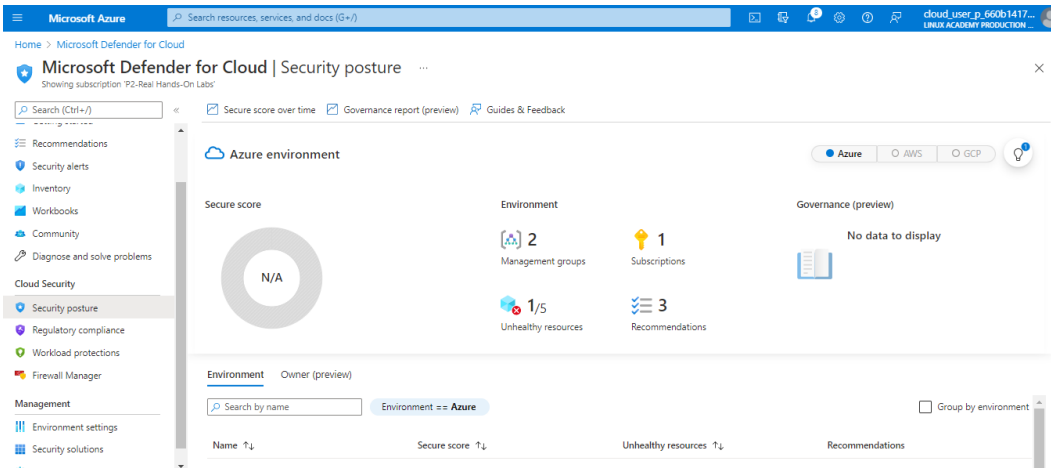 Microsoft Azure
Search resources, services, and docs (G+/)
8
cloud_user_p_660b1417...
LINUX ACADEMY PRODUCTION ...
Home > Microsoft Defender for Cloud
Microsoft Defender for Cloud | Security posture ...
Showing subscription 'P2-Real Hands-On Labs'
Search (Ctrl+/)
«
Secure score over time
Governance report (preview)
Guides & Feedback
Getting started
Recommendations
Security alerts
Inventory
Workbooks
Community
Diagnose and solve problems
Cloud Security
Security posture
Regulatory compliance
Workload protections
Firewall Manager
Management
Environment settings
Security solutions
Azure environment
Azure
AWS
GCP
1
Secure score
N/A
Environment
2
Management groups
1
Subscriptions
1/5
Unhealthy resources
3
Recommendations
Governance (preview)
No data to display
Environment
Owner (preview)
Search by name
Environment == Azure
Group by environment
Name ↑↓
Secure score ↑↓
Unhealthy resources ↑↓
Recommendations